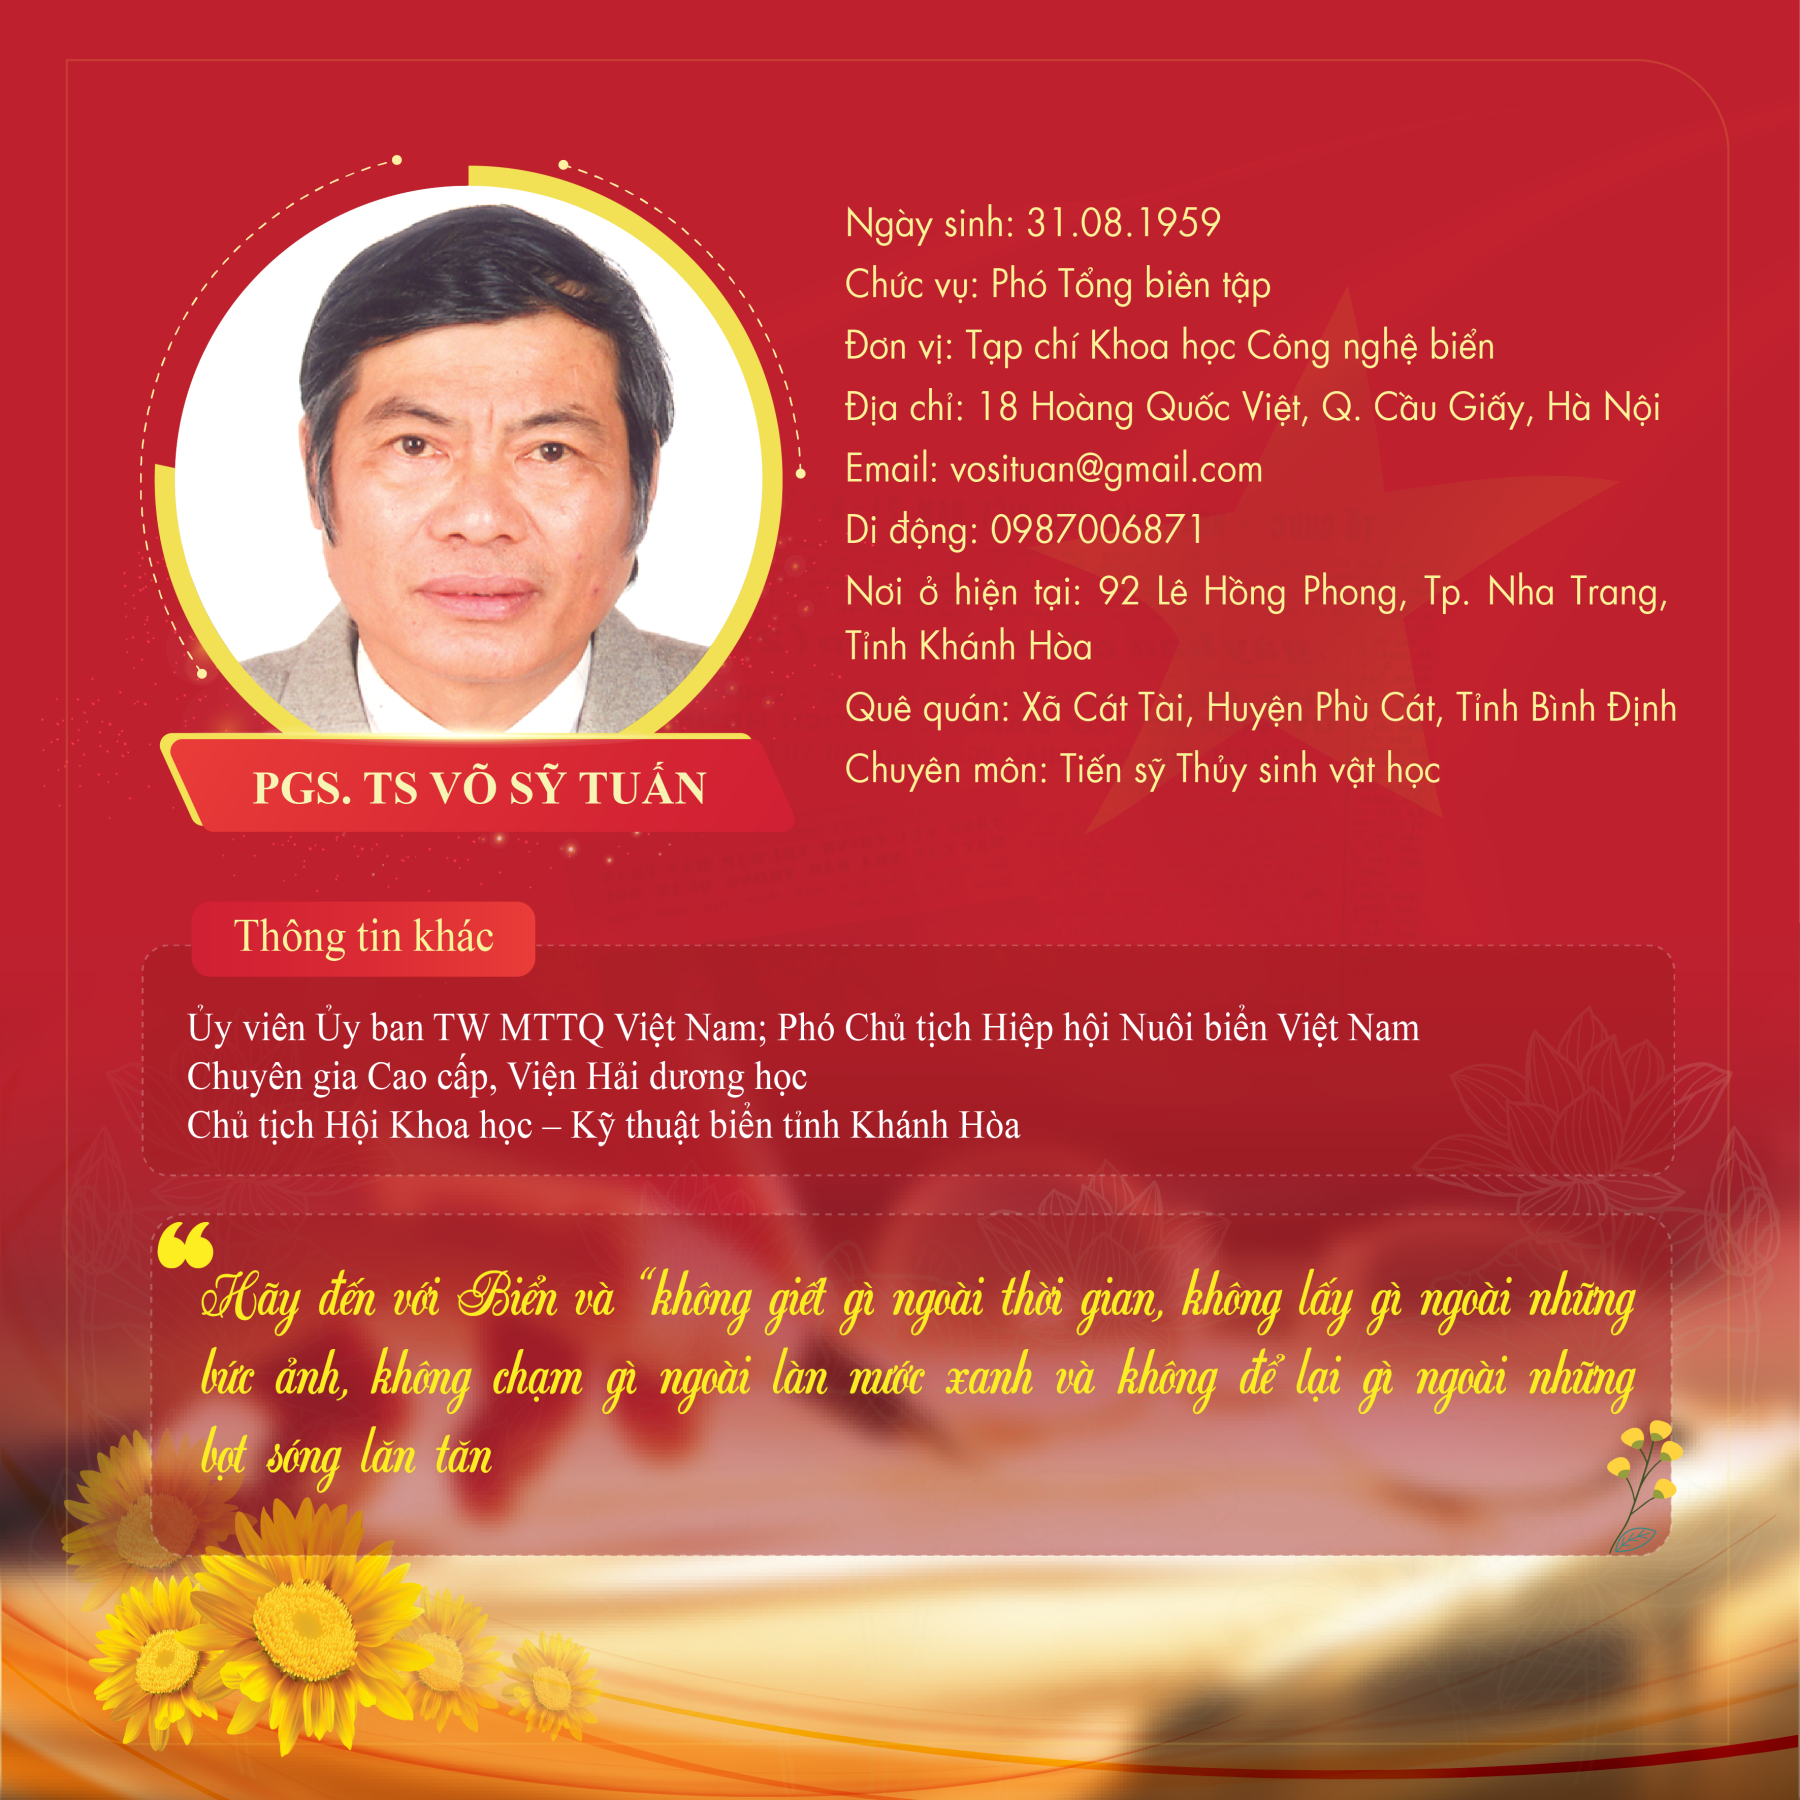 Ngày sinh: 31.08.1959
Chức vụ: Phó Tổng biên tập
Đơn vị: Tạp chí Khoa học Công nghệ biển
Địa chỉ: 18 Hoàng Quốc Việt, Q. Cầu Giấy, Hà Nội
Email: vosituan@gmail.com
Di động: 0987006871
Nơi ở hiện tại: 92 Lê Hồng Phong, Tp. Nha Trang,
Tỉnh Khánh Hòa
Quê quán: Xã Cát Tài, Huyện Phù Cát, Tỉnh Bình Định
Chuyên môn: Tiến sỹ Thủy sinh vật học
PGS. TS VÕ SỸ TUẤN
Thông tin khác
Ủy viên Ủy ban TW MTTQ Việt Nam; Phó Chủ tịch Hiệp hội Nuôi biển Việt Nam
Chuyên gia Cao cấp, Viện Hải dương học
Chủ tịch Hội Khoa học – Kỹ thuật biển tỉnh Khánh Hòa
“
Hãy đến với Biển và “không giết gì ngoài thời gian, không lấy gì ngoài những
bức ảnh, không chạm gì ngoài làn nước xanh và không để lại gì ngoài những
bọt sóng lăn tăn